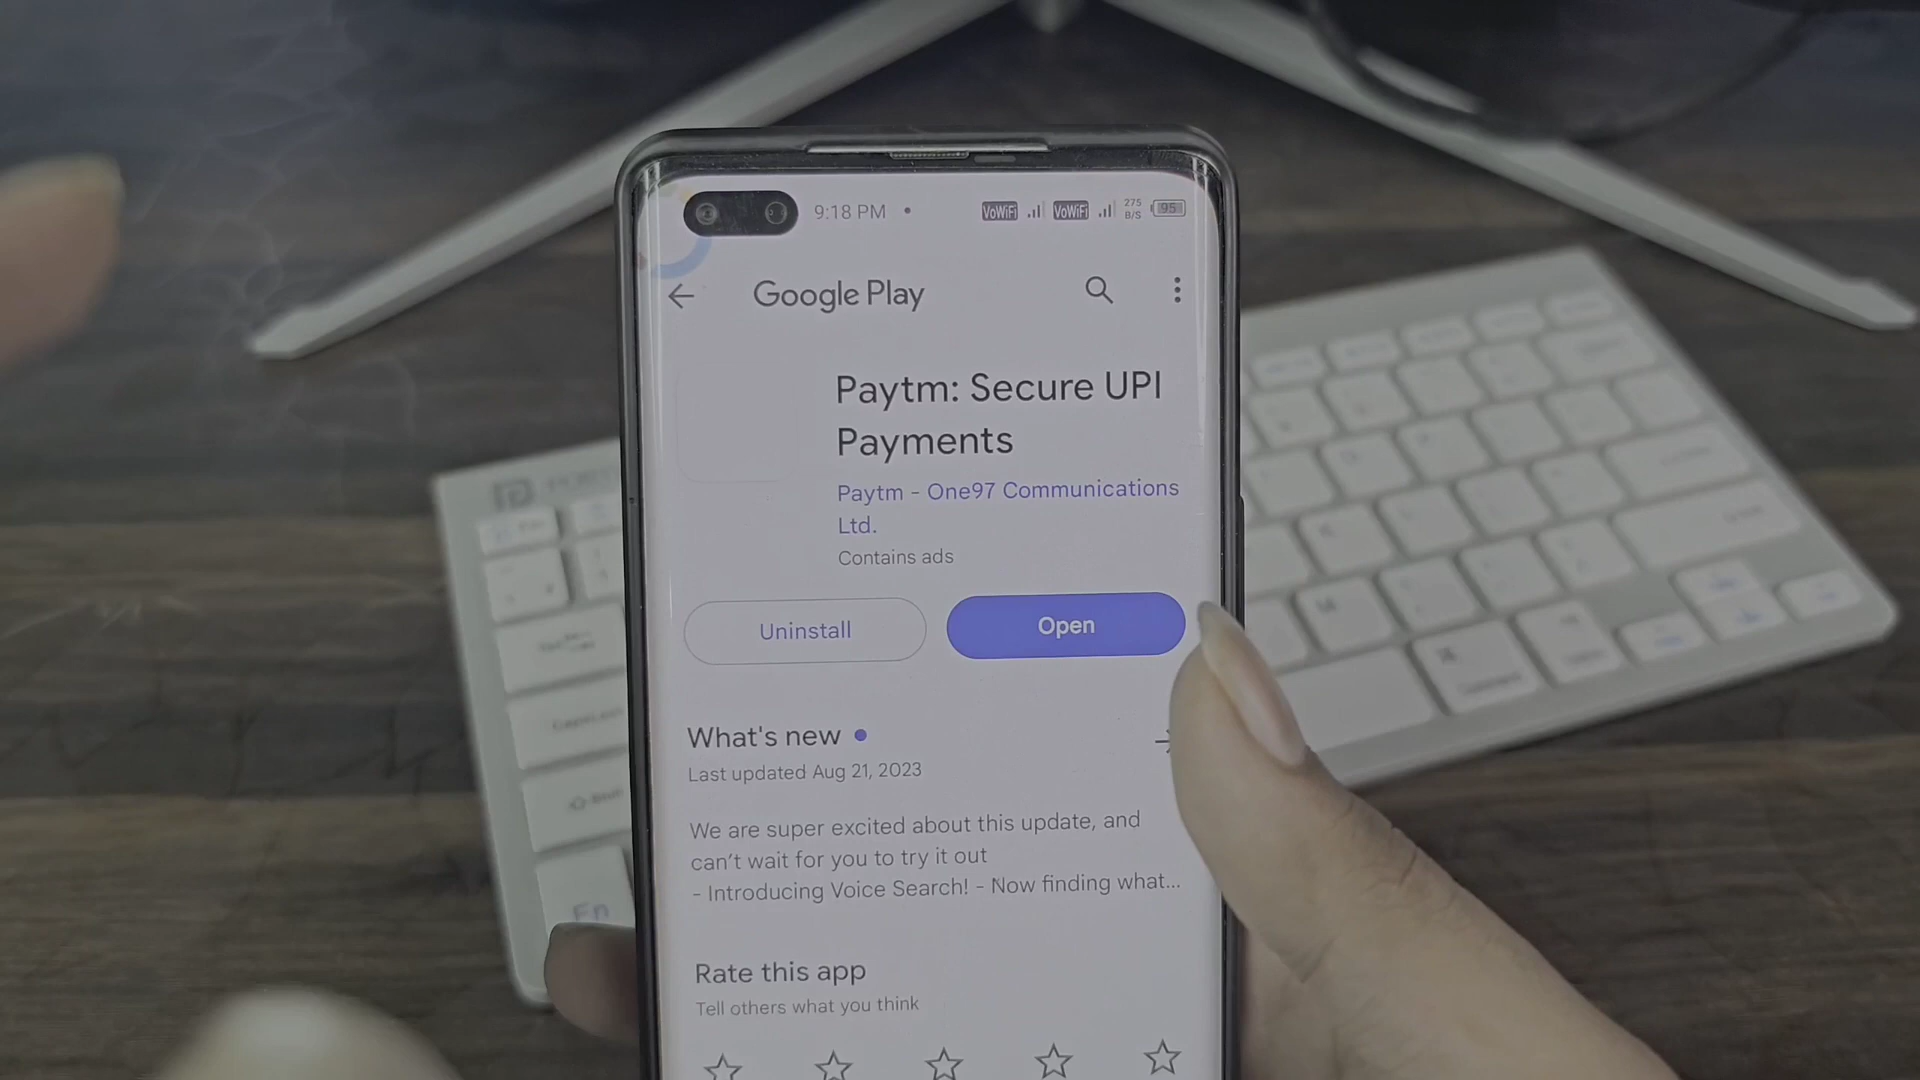 9:18 PM
VoWiFi VoWiFi 275 B/S 95
Google Play
Paytm: Secure UPI
Payments
Paytm - One97 Communications
Ltd.
Contains ads
Uninstall
Open
What's new
Last updated Aug 21, 2023
We are super excited about this update, and
can't wait for you to try it out
- Introducing Voice Search! - Now finding what...
Rate this app
Tell others what you think
Fn